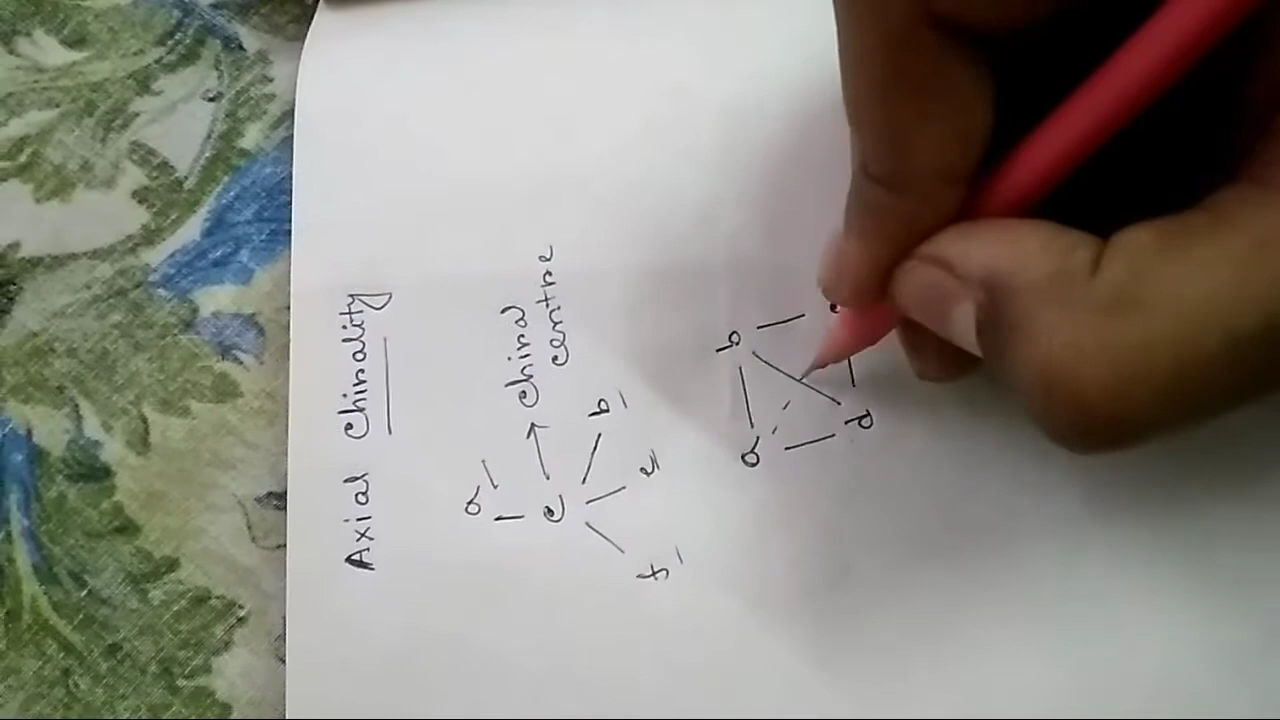 Axial Chirality
a
C → Chiral
centre
f e b
a b
d